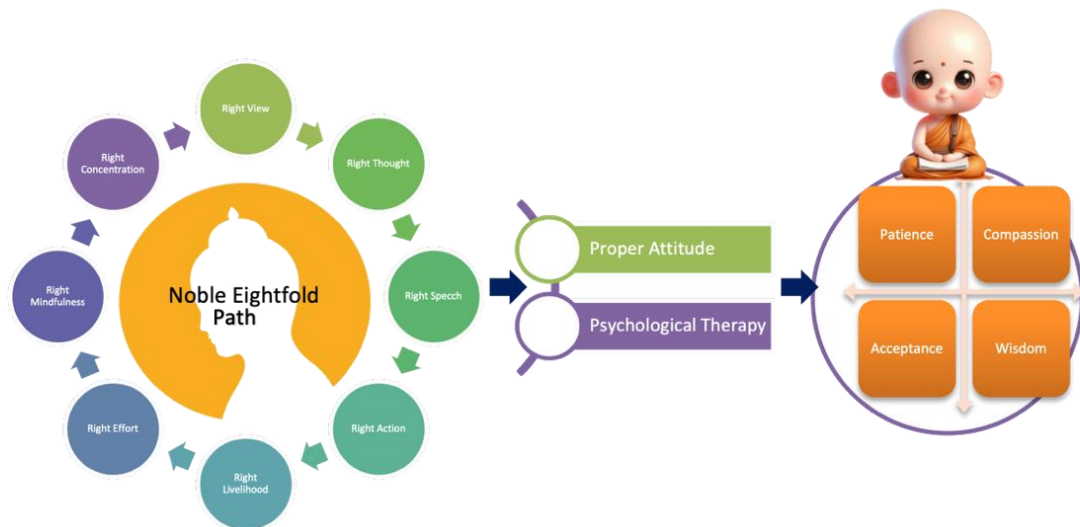 Right View
Right Thought
Right Specch
Right Action
Right
Livelihood
Right Effort
Right
Mindfulness
Right
Concentration
Noble Eightfold
Path
Proper Attitude
Psychological Therapy
Patience
Compassion
Acceptance
Wisdom